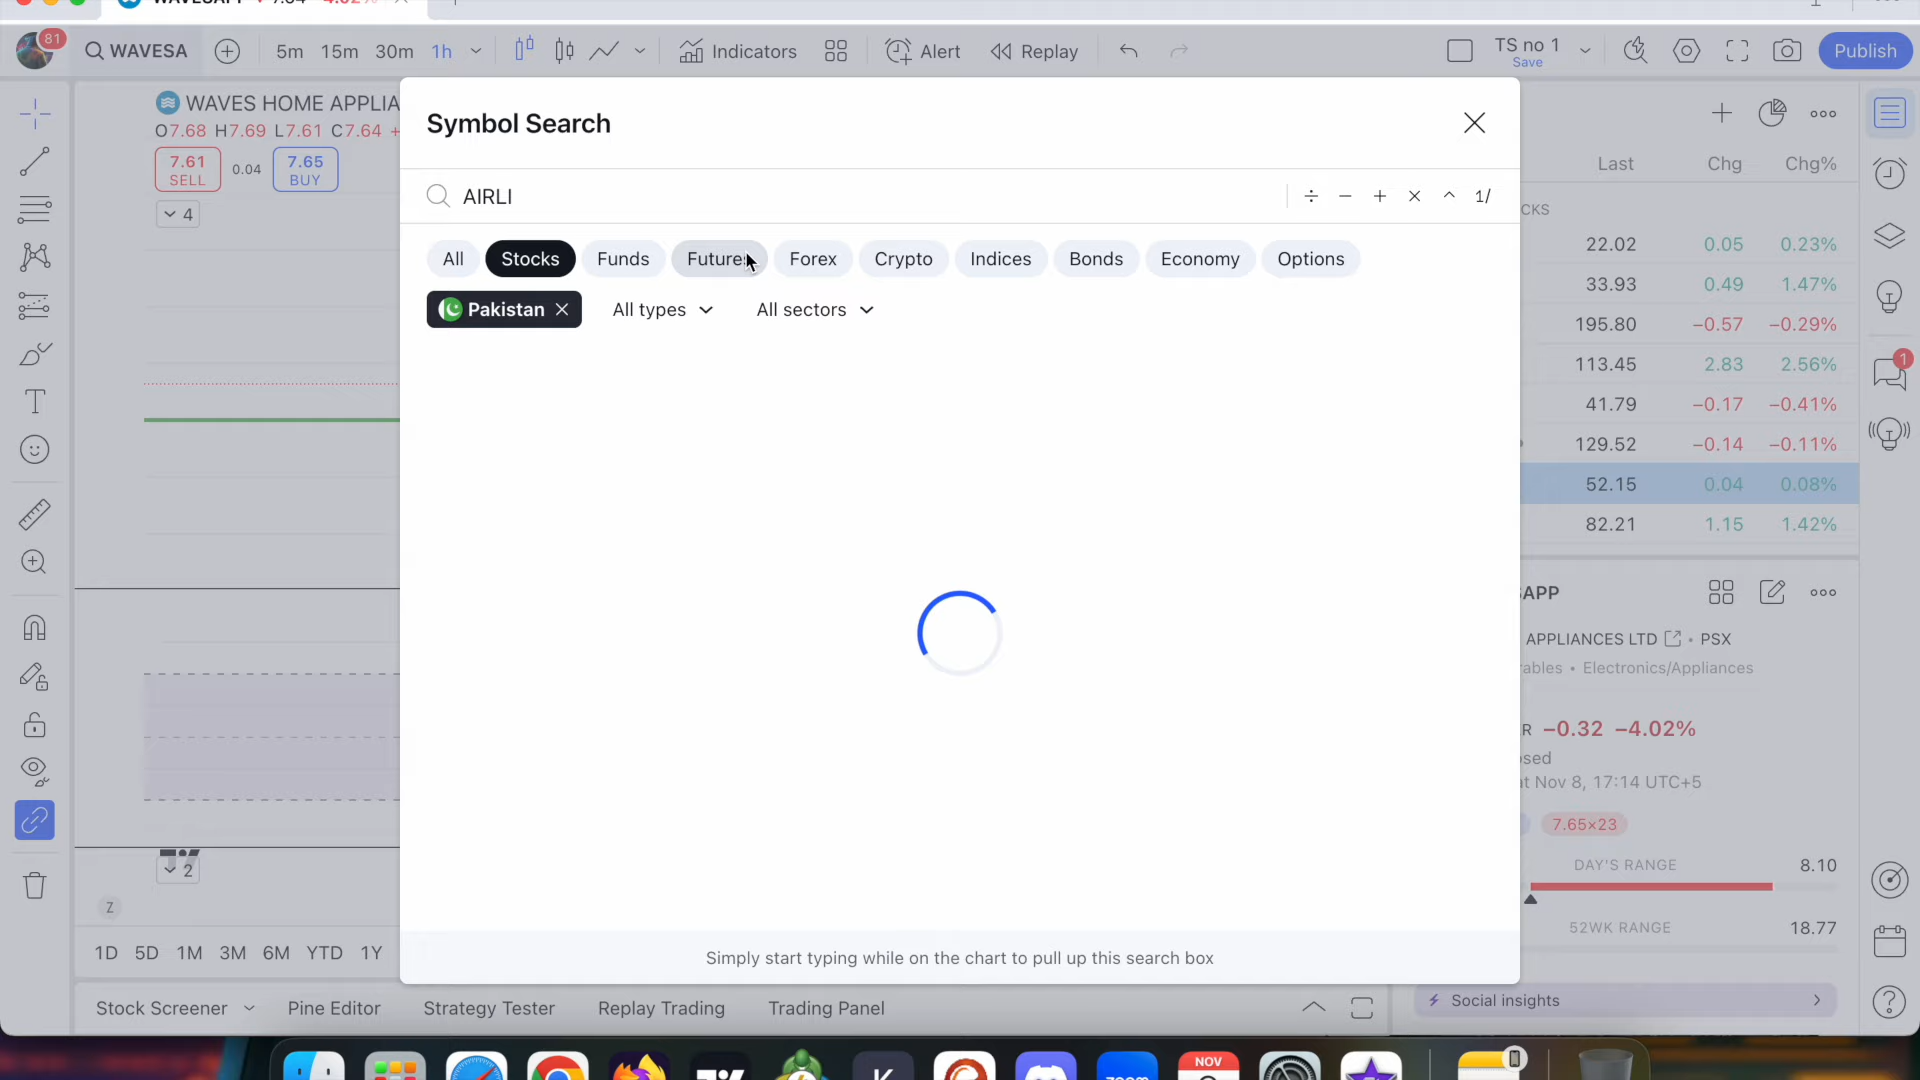 81
WAVESA
5m 15m 30m 1h
Indicators
Alert
Replay
TS no 1
Save
Publish
WAVES HOME APPLIA
O7.68 H7.69 L7.61 C7.64 +
7.61
SELL
0.04
7.65
BUY
4
Symbol Search
AIRLI
÷ − + × ^ 1/
All Stocks Funds Futures Forex Crypto Indices Bonds Economy Options
Pakistan
All types
All sectors
Simply start typing while on the chart to pull up this search box
Last Chg Chg%
CKS
22.02 0.05 0.23%
33.93 0.49 1.47%
195.80 −0.57 −0.29%
113.45 2.83 2.56%
41.79 −0.17 −0.41%
129.52 −0.14 −0.11%
52.15 0.04 0.08%
82.21 1.15 1.42%
1
SAPP
APPLIANCES LTD • PSX
rables • Electronics/Appliances
R −0.32 −4.02%
sed
at Nov 8, 17:14 UTC+5
7.65×23
DAY'S RANGE 8.10
52WK RANGE 18.77
Social insights
2
Z
1D 5D 1M 3M 6M YTD 1Y
Stock Screener Pine Editor Strategy Tester Replay Trading Trading Panel
NOV
zoom